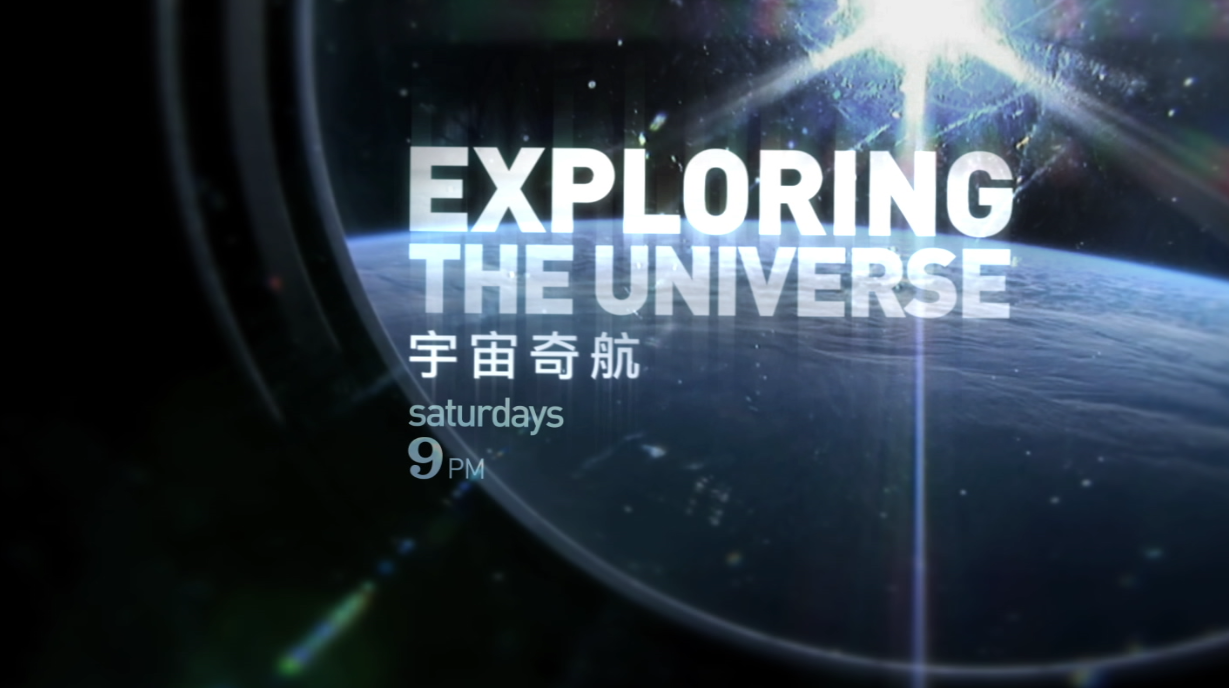 EXPLORING
THE UNIVERSE
宇宙奇航
saturdays
9 PM